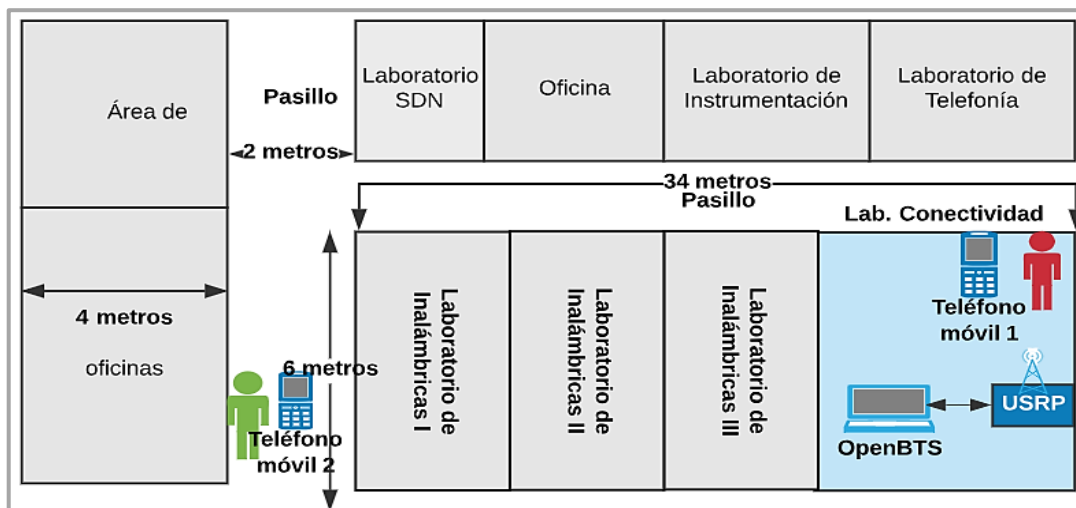 Área de
Pasillo
2 metros
Laboratorio
SDN
Oficina
Laboratorio de
Instrumentación
Laboratorio de
Telefonía
34 metros
Pasillo
Lab. Conectividad
4 metros
oficinas
6 metros
Teléfono
móvil 2
Laboratorio de
Inalámbricas I
Laboratorio de
Inalámbricas II
Laboratorio de
Inalámbricas III
Teléfono
móvil 1
USRP
OpenBTS